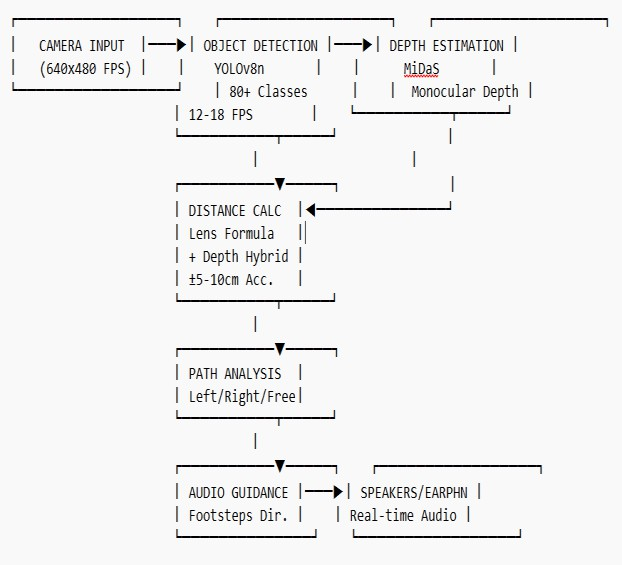 CAMERA INPUT OBJECT DETECTION DEPTH ESTIMATION
(640x480 FPS) YOLOv8n MiDaS
80+ Classes Monocular Depth
12-18 FPS
DISTANCE CALC
Lens Formula
+ Depth Hybrid
±5-10cm Acc.
PATH ANALYSIS
Left/Right/Free
AUDIO GUIDANCE SPEAKERS/EARPHN
Footsteps Dir. Real-time Audio